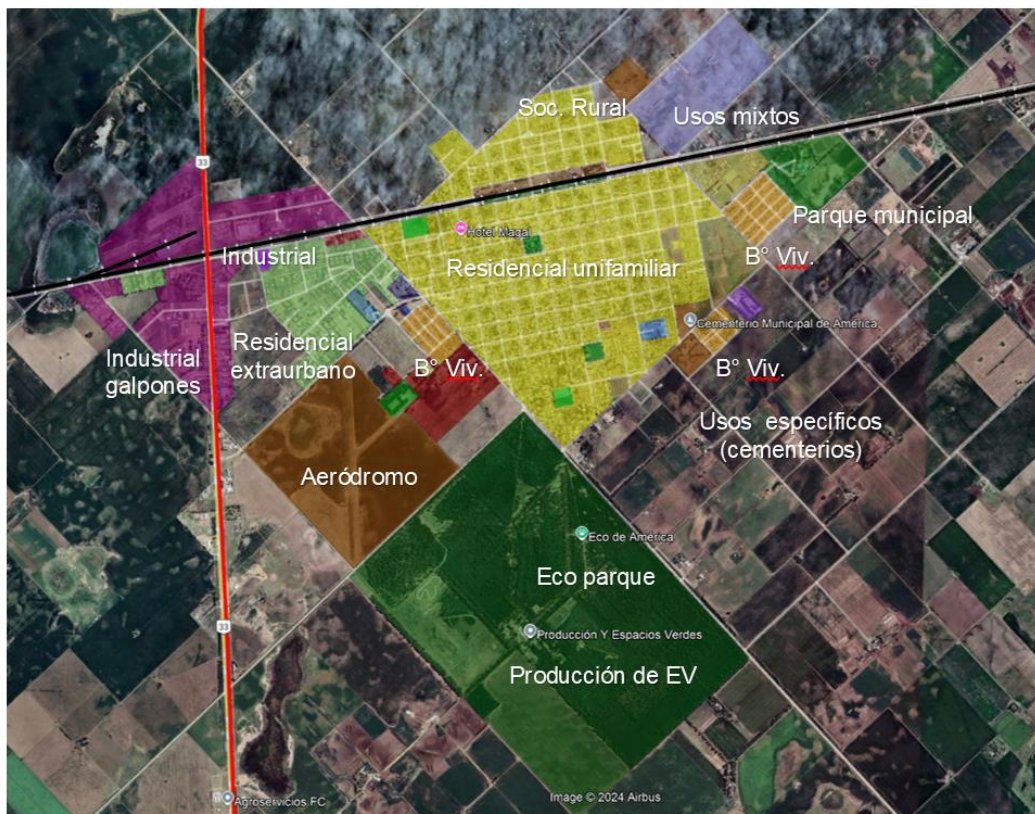 Soc. Rural
Usos mixtos
33
Parque municipal
Hotel Magal
Industrial
Residencial unifamiliar
B° Viv.
Cementerio Municipal de América
Residencial
extraurbano
Industrial
galpones
B° Viv.
B° Viv.
Usos específicos
(cementerios)
Aeródromo
Eco de América
Eco parque
33
Producción Y Espacios Verdes
Producción de EV
Agroservicios FC
Image © 2024 Airbus